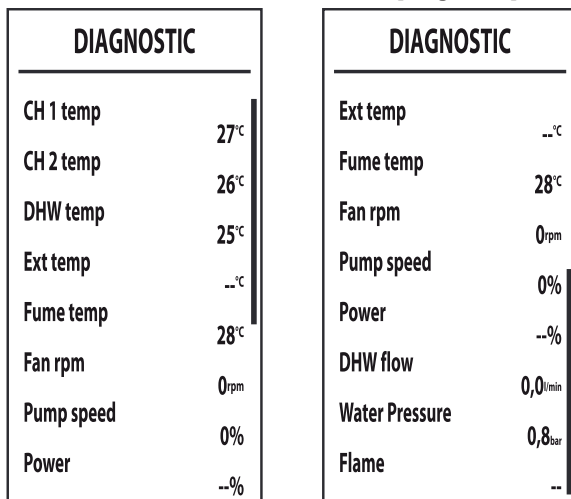 DIAGNOSTIC
CH 1 temp
27°C
CH 2 temp
26°C
DHW temp
25°C
Ext temp
--°C
Fume temp
28°C
Fan rpm
0rpm
Pump speed
0%
Power
--%
DIAGNOSTIC
Ext temp
--°C
Fume temp
28°C
Fan rpm
0rpm
Pump speed
0%
Power
--%
DHW flow
0,0l/min
Water Pressure
0,8bar
Flame
--